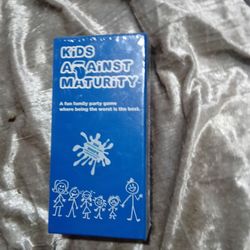 KiDS
AGAiNST
MATURiTY
A fun family party game
where being the worst is the best.